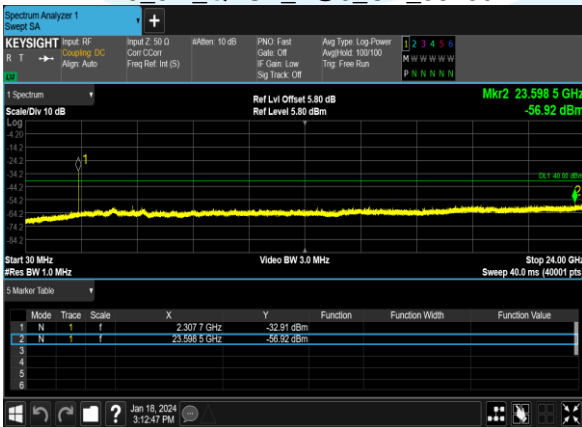 Spectrum Analyzer 1
Swept SA
+
KEYSIGHT
R T
LV
Input: RF
Coupling: DC
Align: Auto
Input Z: 50 Ω
Corr CCorr
Freq Ref: Int (S)
#Atten: 10 dB
PNO: Fast
Gate: Off
IF Gain: Low
Sig Track: Off
Avg Type: Log-Power
Avg|Hold: 100/100
Trig: Free Run
1 2 3 4 5 6
M W W W W W
P N N N N N
1 Spectrum
Scale/Div 10 dB
Log
Ref Lvl Offset 5.80 dB
Ref Level 5.80 dBm
Mkr2 23.598 5 GHz
-56.92 dBm
-4.20
-14.2
-24.2
-34.2
-44.2
-54.2
-64.2
-74.2
-84.2
1
DL1 -40.00 dBm
2
Start 30 MHz
#Res BW 1.0 MHz
Video BW 3.0 MHz
Stop 24.00 GHz
Sweep 40.0 ms (40001 pts
5 Marker Table
Mode Trace Scale X Y Function Function Width Function Value
1 N 1 f 2.307 7 GHz -32.91 dBm
2 N 1 f 23.598 5 GHz -56.92 dBm
3
4
5
6
?
Jan 18, 2024
3:12:47 PM